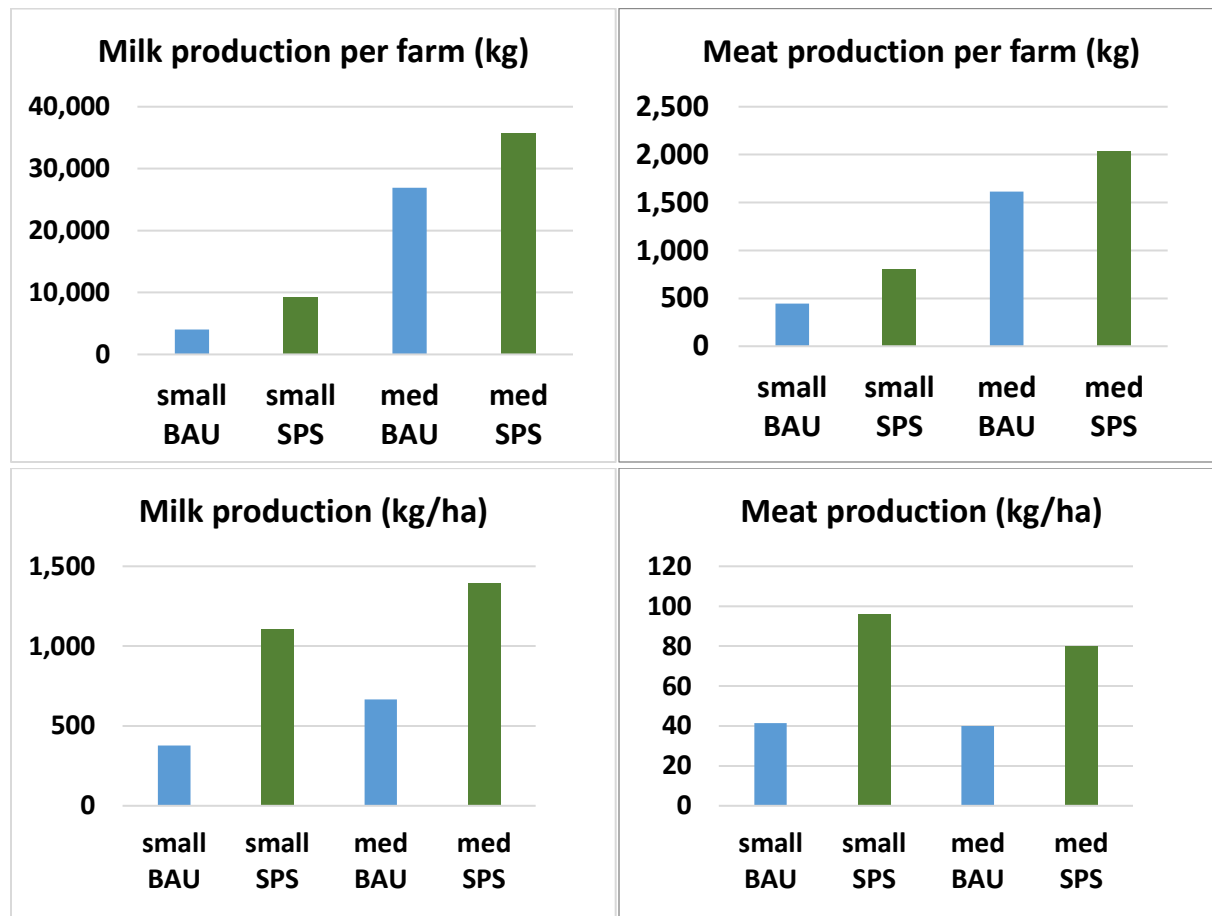 Milk production per farm (kg)
40,000
30,000
20,000
10,000
0
small BAU
small SPS
med BAU
med SPS
Meat production per farm (kg)
2,500
2,000
1,500
1,000
500
0
small BAU
small SPS
med BAU
med SPS
Milk production (kg/ha)
1,500
1,000
500
0
small BAU
small SPS
med BAU
med SPS
Meat production (kg/ha)
120
100
80
60
40
20
0
small BAU
small SPS
med BAU
med SPS